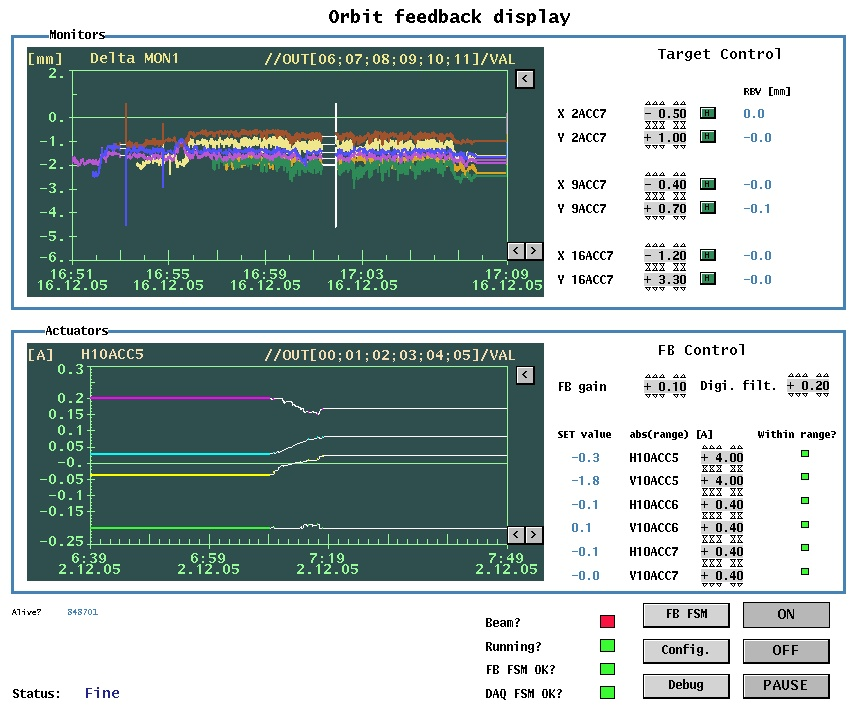 Orbit feedback display
Monitors
[mm] Delta MON1 //OUT[06;07;08;09;10;11]/VAL
2.
0.
-1.
-2.
-3.
-4.
-5.
-6.
16:51 16:55 16:59 17:03 17:09
16.12.05 16.12.05 16.12.05 16.12.05 16.12.05
< 
< >
Target Control
RBV [mm]
X 2ACC7 - 0.50 H 0.0
Y 2ACC7 + 1.00 H -0.0
X 9ACC7 - 0.40 H -0.0
Y 9ACC7 + 0.70 H -0.1
X 16ACC7 - 1.20 H -0.0
Y 16ACC7 + 3.30 H -0.0
Actuators
[A] H10ACC5 //OUT[00;01;02;03;04;05]/VAL
0.3
0.2
0.15
0.1
0.05
-0.
-0.05
-0.1
-0.15
-0.25
6:39 6:59 7:19 7:49
2.12.05 2.12.05 2.12.05 2.12.05
<
< >
FB Control
FB gain + 0.10 Digi. filt. + 0.20
SET value abs(range) [A] Within range?
-0.3 H10ACC5 + 4.00
-1.8 V10ACC5 + 4.00
-0.1 H10ACC6 + 0.40
0.1 V10ACC6 + 0.40
-0.1 H10ACC7 + 0.40
-0.0 V10ACC7 + 0.40
Alive? 848701
Beam? FB FSM ON
Running? Config. OFF
FB FSM OK?
DAQ FSM OK? Debug PAUSE
Status: Fine